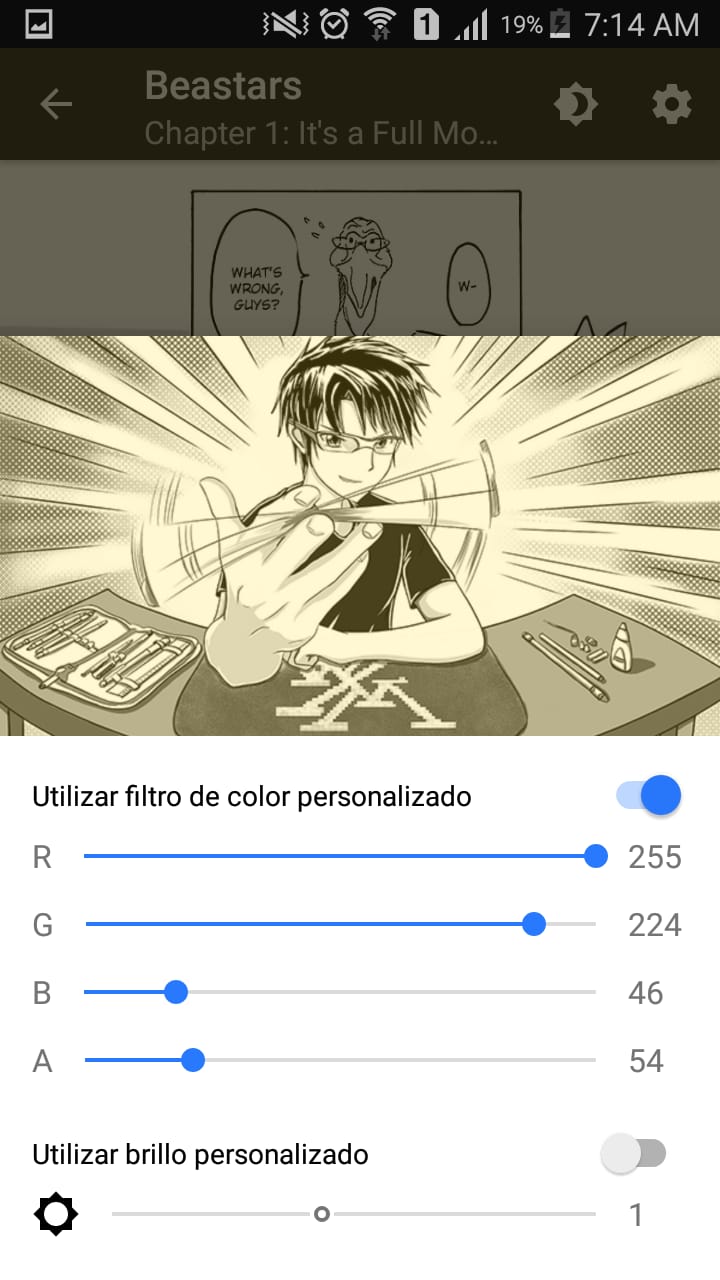 1
19%
7:14 AM
Beastars
Chapter 1: It's a Full Mo...
WHAT'S
WRONG,
GUYS?
W-
Utilizar filtro de color personalizado
R
255
G
224
B
46
A
54
Utilizar brillo personalizado
1